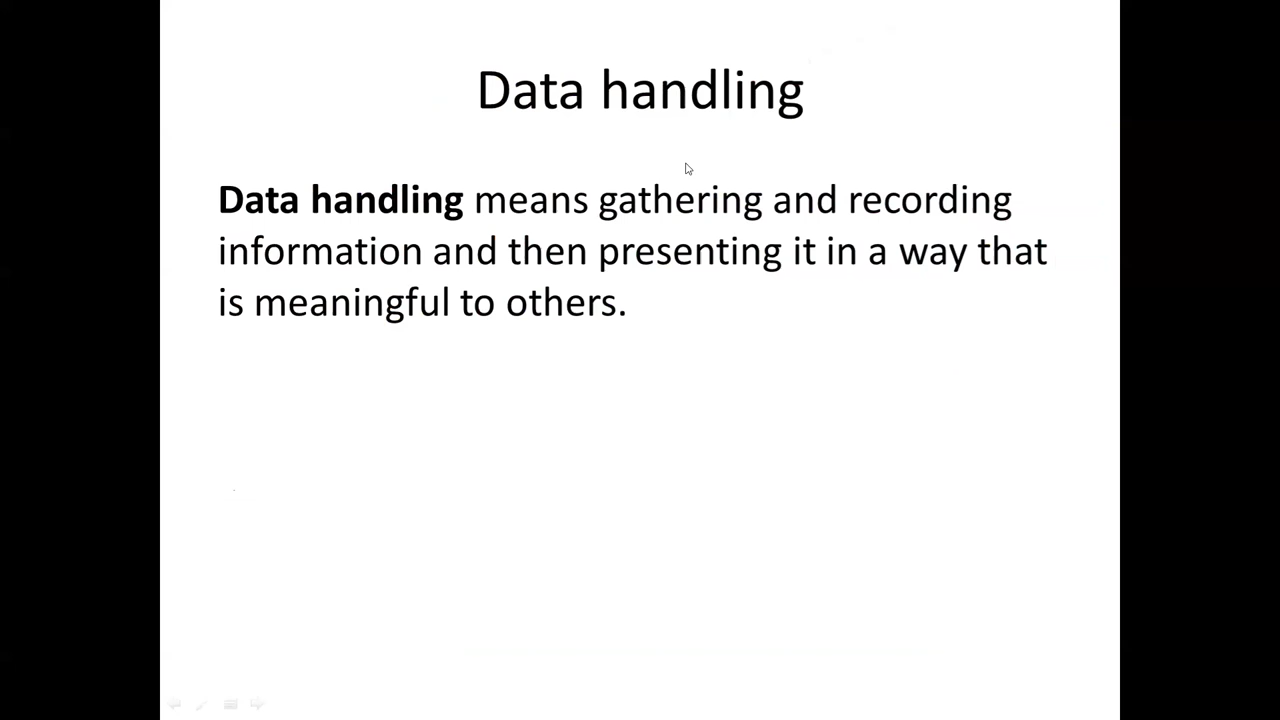 Data handling
Data handling means gathering and recording
information and then presenting it in a way that
is meaningful to others.